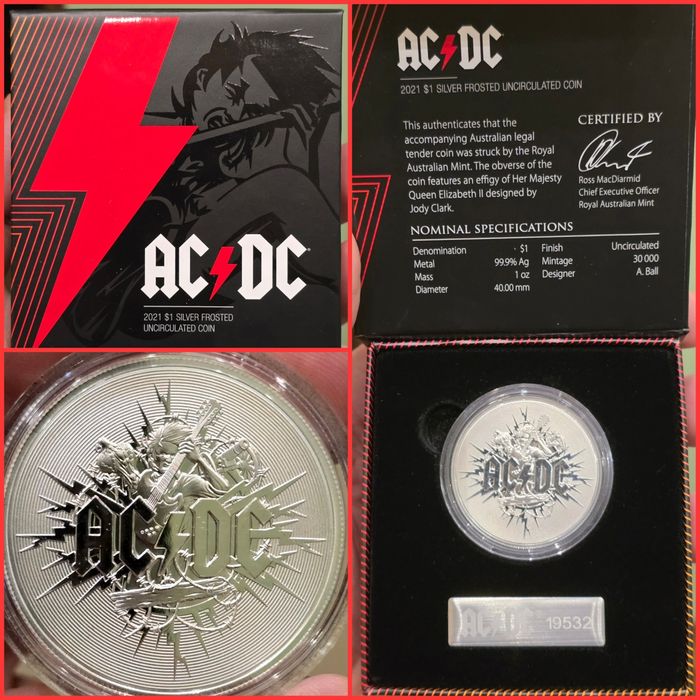 AC⚡DC
2021 $1 SILVER FROSTED
UNCIRCULATED COIN
AC⚡DC
2021 $1 SILVER FROSTED UNCIRCULATED COIN
This authenticates that the
accompanying Australian legal
tender coin was struck by the Royal
Australian Mint. The obverse of the
coin features an effigy of Her Majesty
Queen Elizabeth II designed by
Jody Clark.
CERTIFIED BY
Ross MacDiarmid
Chief Executive Officer
Royal Australian Mint
NOMINAL SPECIFICATIONS
Denomination $1 Finish Uncirculated
Metal 99.9% Ag Mintage 30 000
Mass 1 oz Designer A. Ball
Diameter 40.00 mm
AC⚡DC
AC⚡DC
AC⚡DC 19532